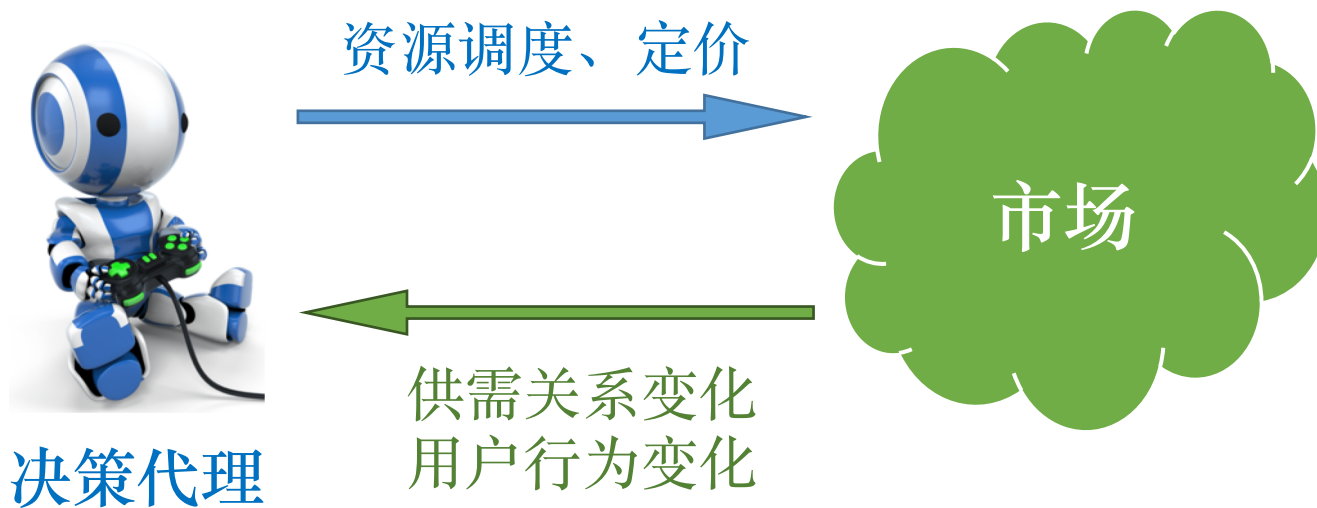 资源调度、定价
市场
供需关系变化
用户行为变化
决策代理